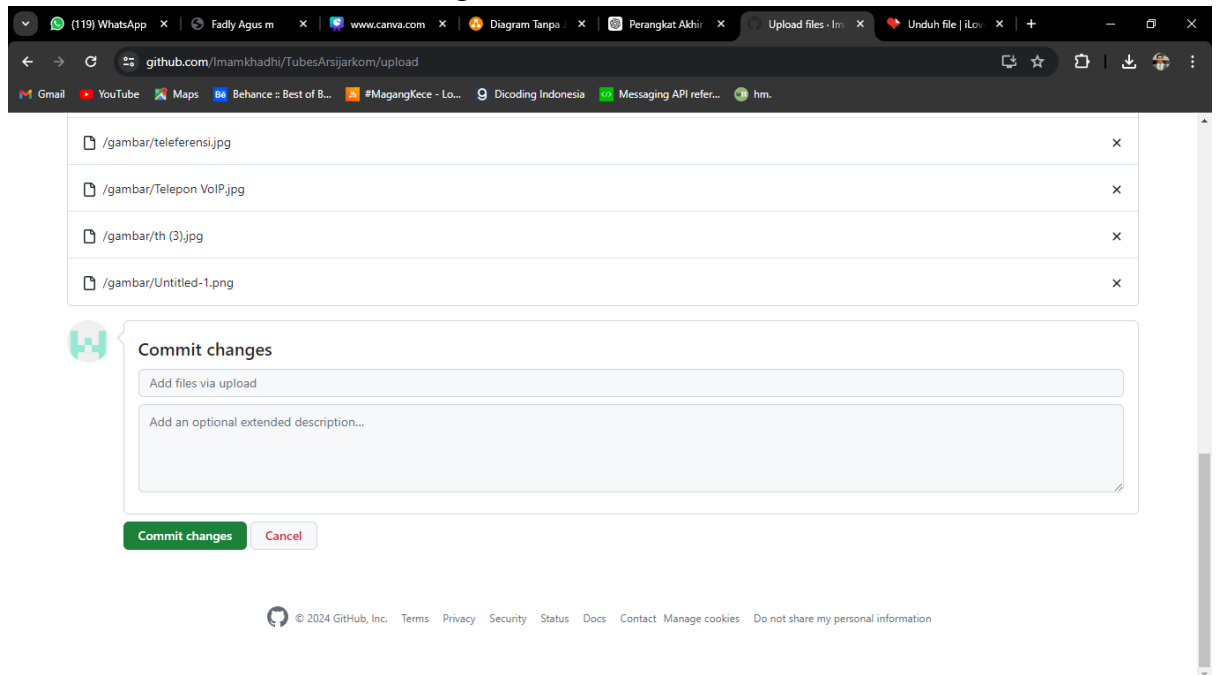 (119) WhatsApp
Fadly Agus m
www.canva.com
Diagram Tanpa J
Perangkat Akhir
Upload files · Im
Unduh file | iLov
github.com/Imamkhadhi/TubesArsijarkom/upload
Gmail YouTube Maps Behance :: Best of B... #MagangKece - Lo... Dicoding Indonesia Messaging API refer... hm.
/gambar/teleferensi.jpg
/gambar/Telepon VoIP.jpg
/gambar/th (3).jpg
/gambar/Untitled-1.png
Commit changes
Add files via upload
Add an optional extended description...
Commit changes Cancel
© 2024 GitHub, Inc. Terms Privacy Security Status Docs Contact Manage cookies Do not share my personal information